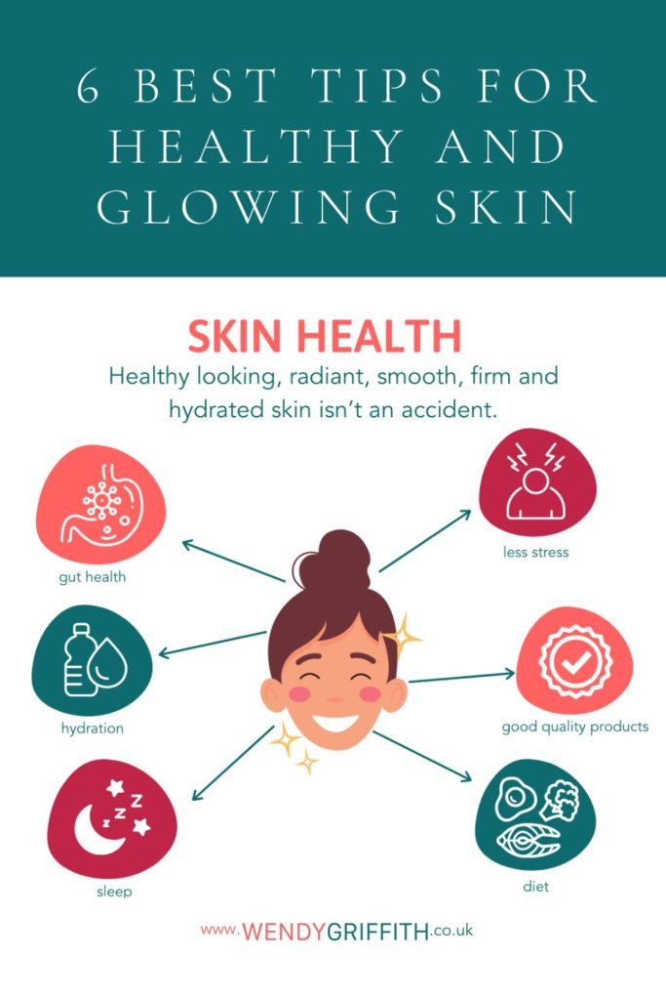 6 BEST TIPS FOR
HEALTHY AND
GLOWING SKIN
SKIN HEALTH
Healthy looking, radiant, smooth, firm and
hydrated skin isn’t an accident.
gut health
less stress
hydration
good quality products
z z Z
sleep
diet
www.WENDYGRIFFITH.co.uk